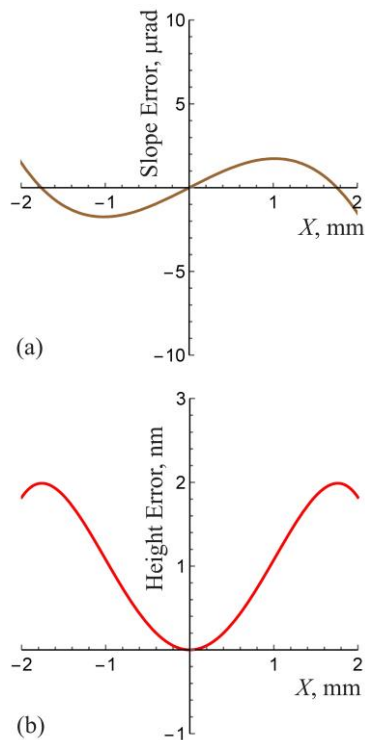 10
Slope Error, μrad
5
-2
-1
1
2
X, mm
-5
(a)
-10
3
Height Error, nm
2
1
-2
-1
1
2
X, mm
(b)
-1